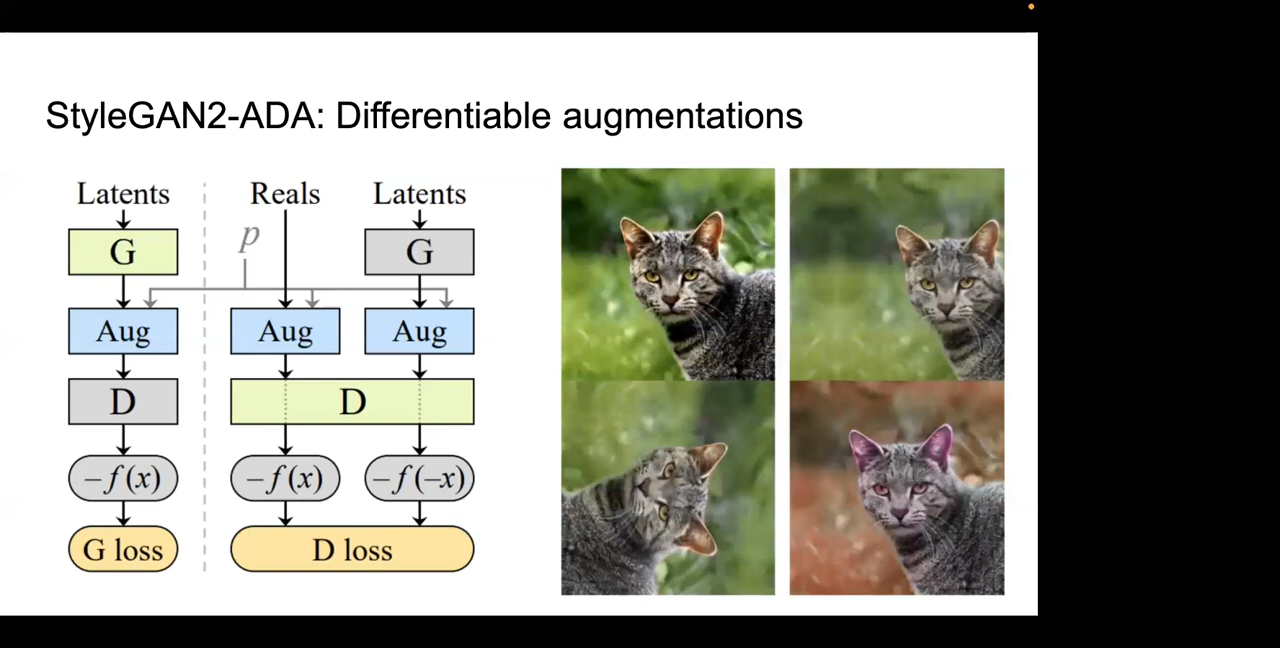 StyleGAN2-ADA: Differentiable augmentations
Latents Reals Latents
p
G G
Aug Aug Aug
D D
−f(x) −f(x) −f(−x)
G loss D loss